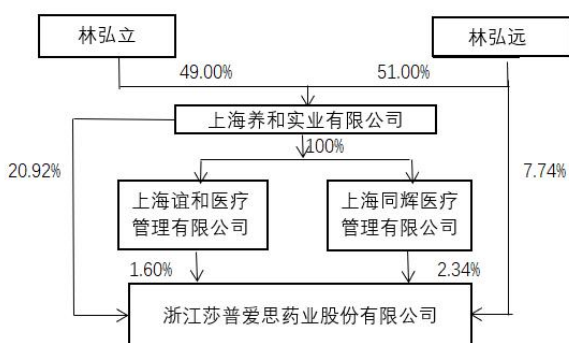 林弘立
林弘远
49.00%
51.00%
上海养和实业有限公司
100%
20.92%
7.74%
上海谊和医疗
管理有限公司
上海同辉医疗
管理有限公司
1.60%
2.34%
浙江莎普爱思药业股份有限公司